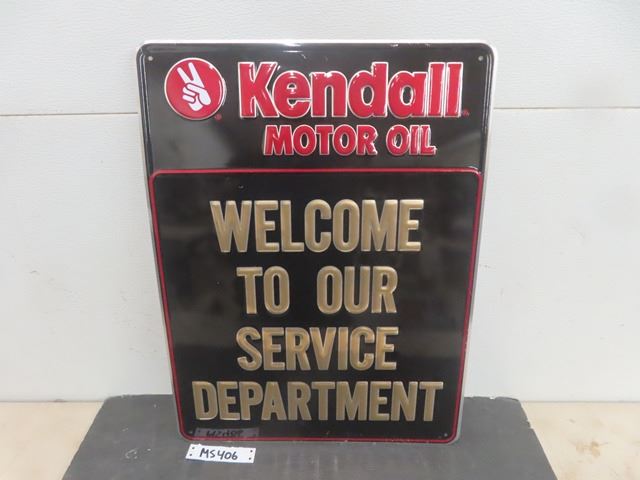 Kendall
MOTOR OIL
WELCOME
TO OUR
SERVICE
DEPARTMENT
MS406